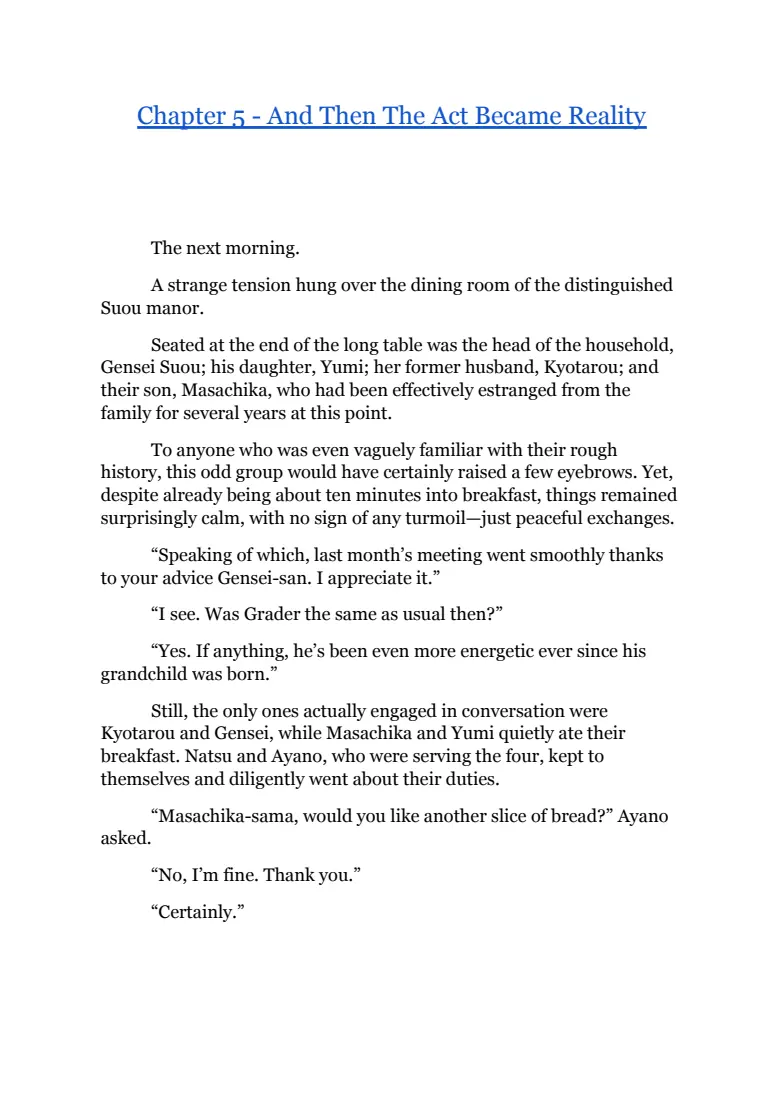 Chapter 5 - And Then The Act Became Reality
The next morning.
A strange tension hung over the dining room of the distinguished
Suou manor.
Seated at the end of the long table was the head of the household,
Gensei Suou; his daughter, Yumi; her former husband, Kyotarou; and
their son, Masachika, who had been effectively estranged from the
family for several years at this point.
To anyone who was even vaguely familiar with their rough
history, this odd group would have certainly raised a few eyebrows. Yet,
despite already being about ten minutes into breakfast, things remained
surprisingly calm, with no sign of any turmoil—just peaceful exchanges.
“Speaking of which, last month’s meeting went smoothly thanks
to your advice Gensei-san. I appreciate it.”
“I see. Was Grader the same as usual then?”
“Yes. If anything, he’s been even more energetic ever since his
grandchild was born.”
Still, the only ones actually engaged in conversation were
Kyotarou and Gensei, while Masachika and Yumi quietly ate their
breakfast. Natsu and Ayano, who were serving the four, kept to
themselves and diligently went about their duties.
“Masachika-sama, would you like another slice of bread?” Ayano
asked.
“No, I’m fine. Thank you.”
“Certainly.”